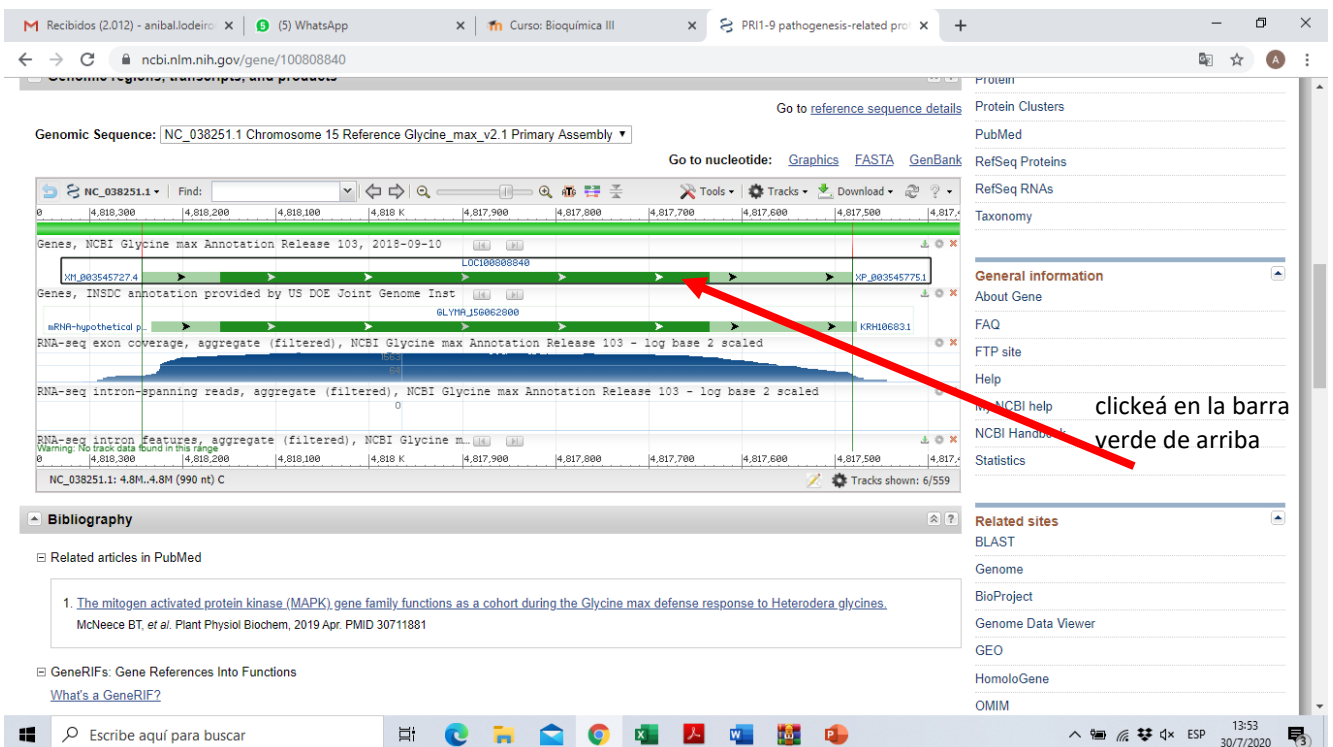 Recibidos (2.012) - anibal.lodeiro
(5) WhatsApp
Curso: Bioquímica III
PRI1-9 pathogenesis-related prot
ncbi.nlm.nih.gov/gene/100808840
A
Genomic regions, transcripts, and products
Go to reference sequence details
Genomic Sequence: NC_038251.1 Chromosome 15 Reference Glycine_max_v2.1 Primary Assembly
Go to nucleotide: Graphics FASTA GenBank
NC_038251.1 Find: Tools Tracks Download ?
0 4,818,300 4,818,200 4,818,100 4,818 K 4,817,900 4,817,800 4,817,700 4,817,600 4,817,500 4,817,4
Genes, NCBI Glycine max Annotation Release 103, 2018-09-10
LOC100808840
XM_003545727.4 XP_003545775.1
Genes, INSDC annotation provided by US DOE Joint Genome Inst
GLYMA_15G062800
mRNA-hypothetical p… KRH10683.1
RNA-seq exon coverage, aggregate (filtered), NCBI Glycine max Annotation Release 103 - log base 2 scaled
1563
64
RNA-seq intron-spanning reads, aggregate (filtered), NCBI Glycine max Annotation Release 103 - log base 2 scaled
0
RNA-seq intron features, aggregate (filtered), NCBI Glycine m…
Warning: No track data found in this range
0 4,818,300 4,818,200 4,818,100 4,818 K 4,817,900 4,817,800 4,817,700 4,817,600 4,817,500 4,817,4
NC_038251.1: 4.8M..4.8M (990 nt) C
Tracks shown: 6/559
Bibliography
Related articles in PubMed
1. The mitogen activated protein kinase (MAPK) gene family functions as a cohort during the Glycine max defense response to Heterodera glycines.
McNeece BT, et al. Plant Physiol Biochem, 2019 Apr. PMID 30711881
GeneRIFs: Gene References Into Functions
What's a GeneRIF?
Protein
Protein Clusters
PubMed
RefSeq Proteins
RefSeq RNAs
Taxonomy
General information
About Gene
FAQ
FTP site
Help
My NCBI help
NCBI Handbook
Statistics
clickeá en la barra
verde de arriba
Related sites
BLAST
Genome
BioProject
Genome Data Viewer
GEO
HomoloGene
OMIM
Escribe aquí para buscar
ESP
13:53
30/7/2020
3